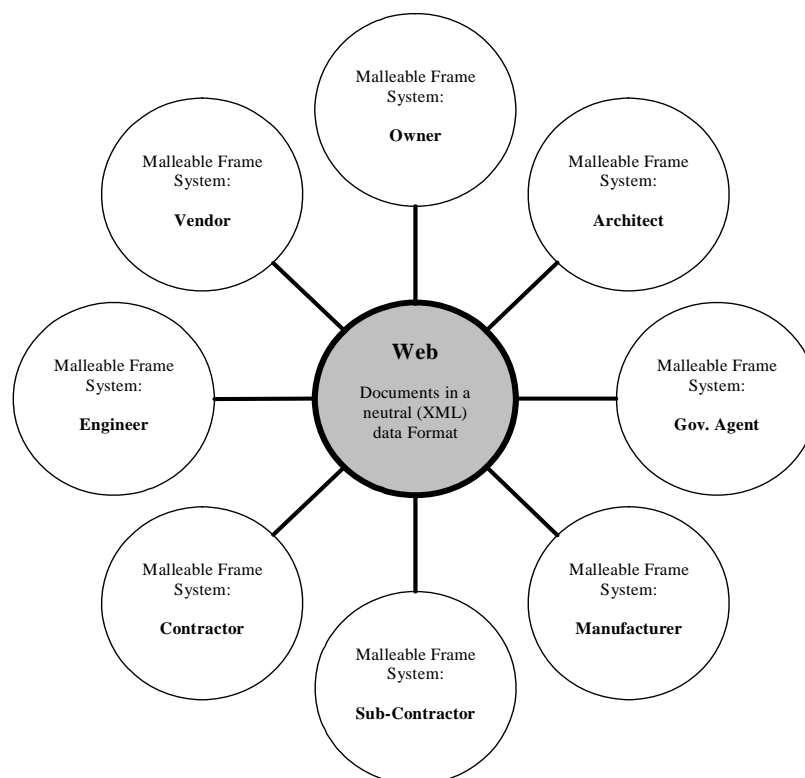 Malleable Frame
System:
Owner
Malleable Frame
System:
Vendor
Malleable Frame
System:
Architect
Web
Documents in a
neutral (XML)
data Format
Malleable Frame
System:
Engineer
Malleable Frame
System:
Gov. Agent
Malleable Frame
System:
Contractor
Malleable Frame
System:
Manufacturer
Malleable Frame
System:
Sub-Contractor